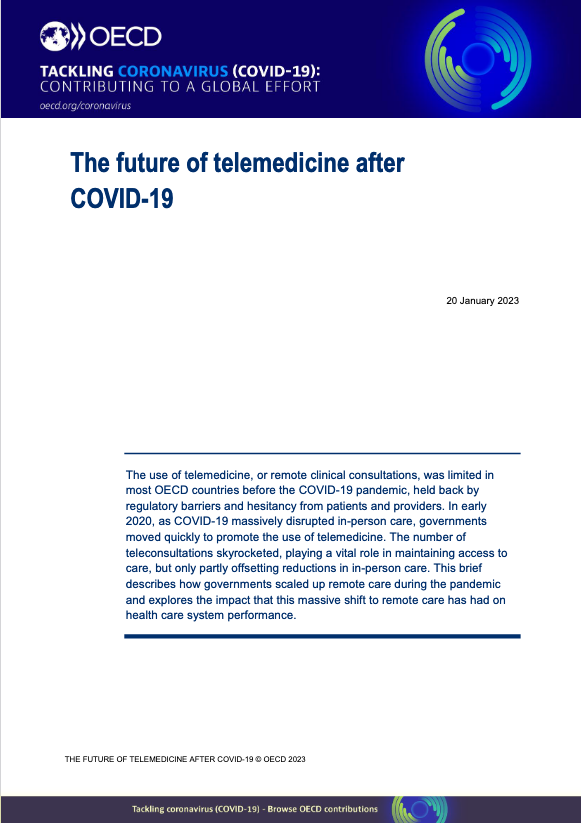 OECD
TACKLING CORONAVIRUS (COVID-19):
CONTRIBUTING TO A GLOBAL EFFORT
oecd.org/coronavirus
The future of telemedicine after
COVID-19
20 January 2023
The use of telemedicine, or remote clinical consultations, was limited in
most OECD countries before the COVID-19 pandemic, held back by
regulatory barriers and hesitancy from patients and providers. In early
2020, as COVID-19 massively disrupted in-person care, governments
moved quickly to promote the use of telemedicine. The number of
teleconsultations skyrocketed, playing a vital role in maintaining access to
care, but only partly offsetting reductions in in-person care. This brief
describes how governments scaled up remote care during the pandemic
and explores the impact that this massive shift to remote care has had on
health care system performance.
THE FUTURE OF TELEMEDICINE AFTER COVID-19 © OECD 2023
Tackling coronavirus (COVID-19) - Browse OECD contributions